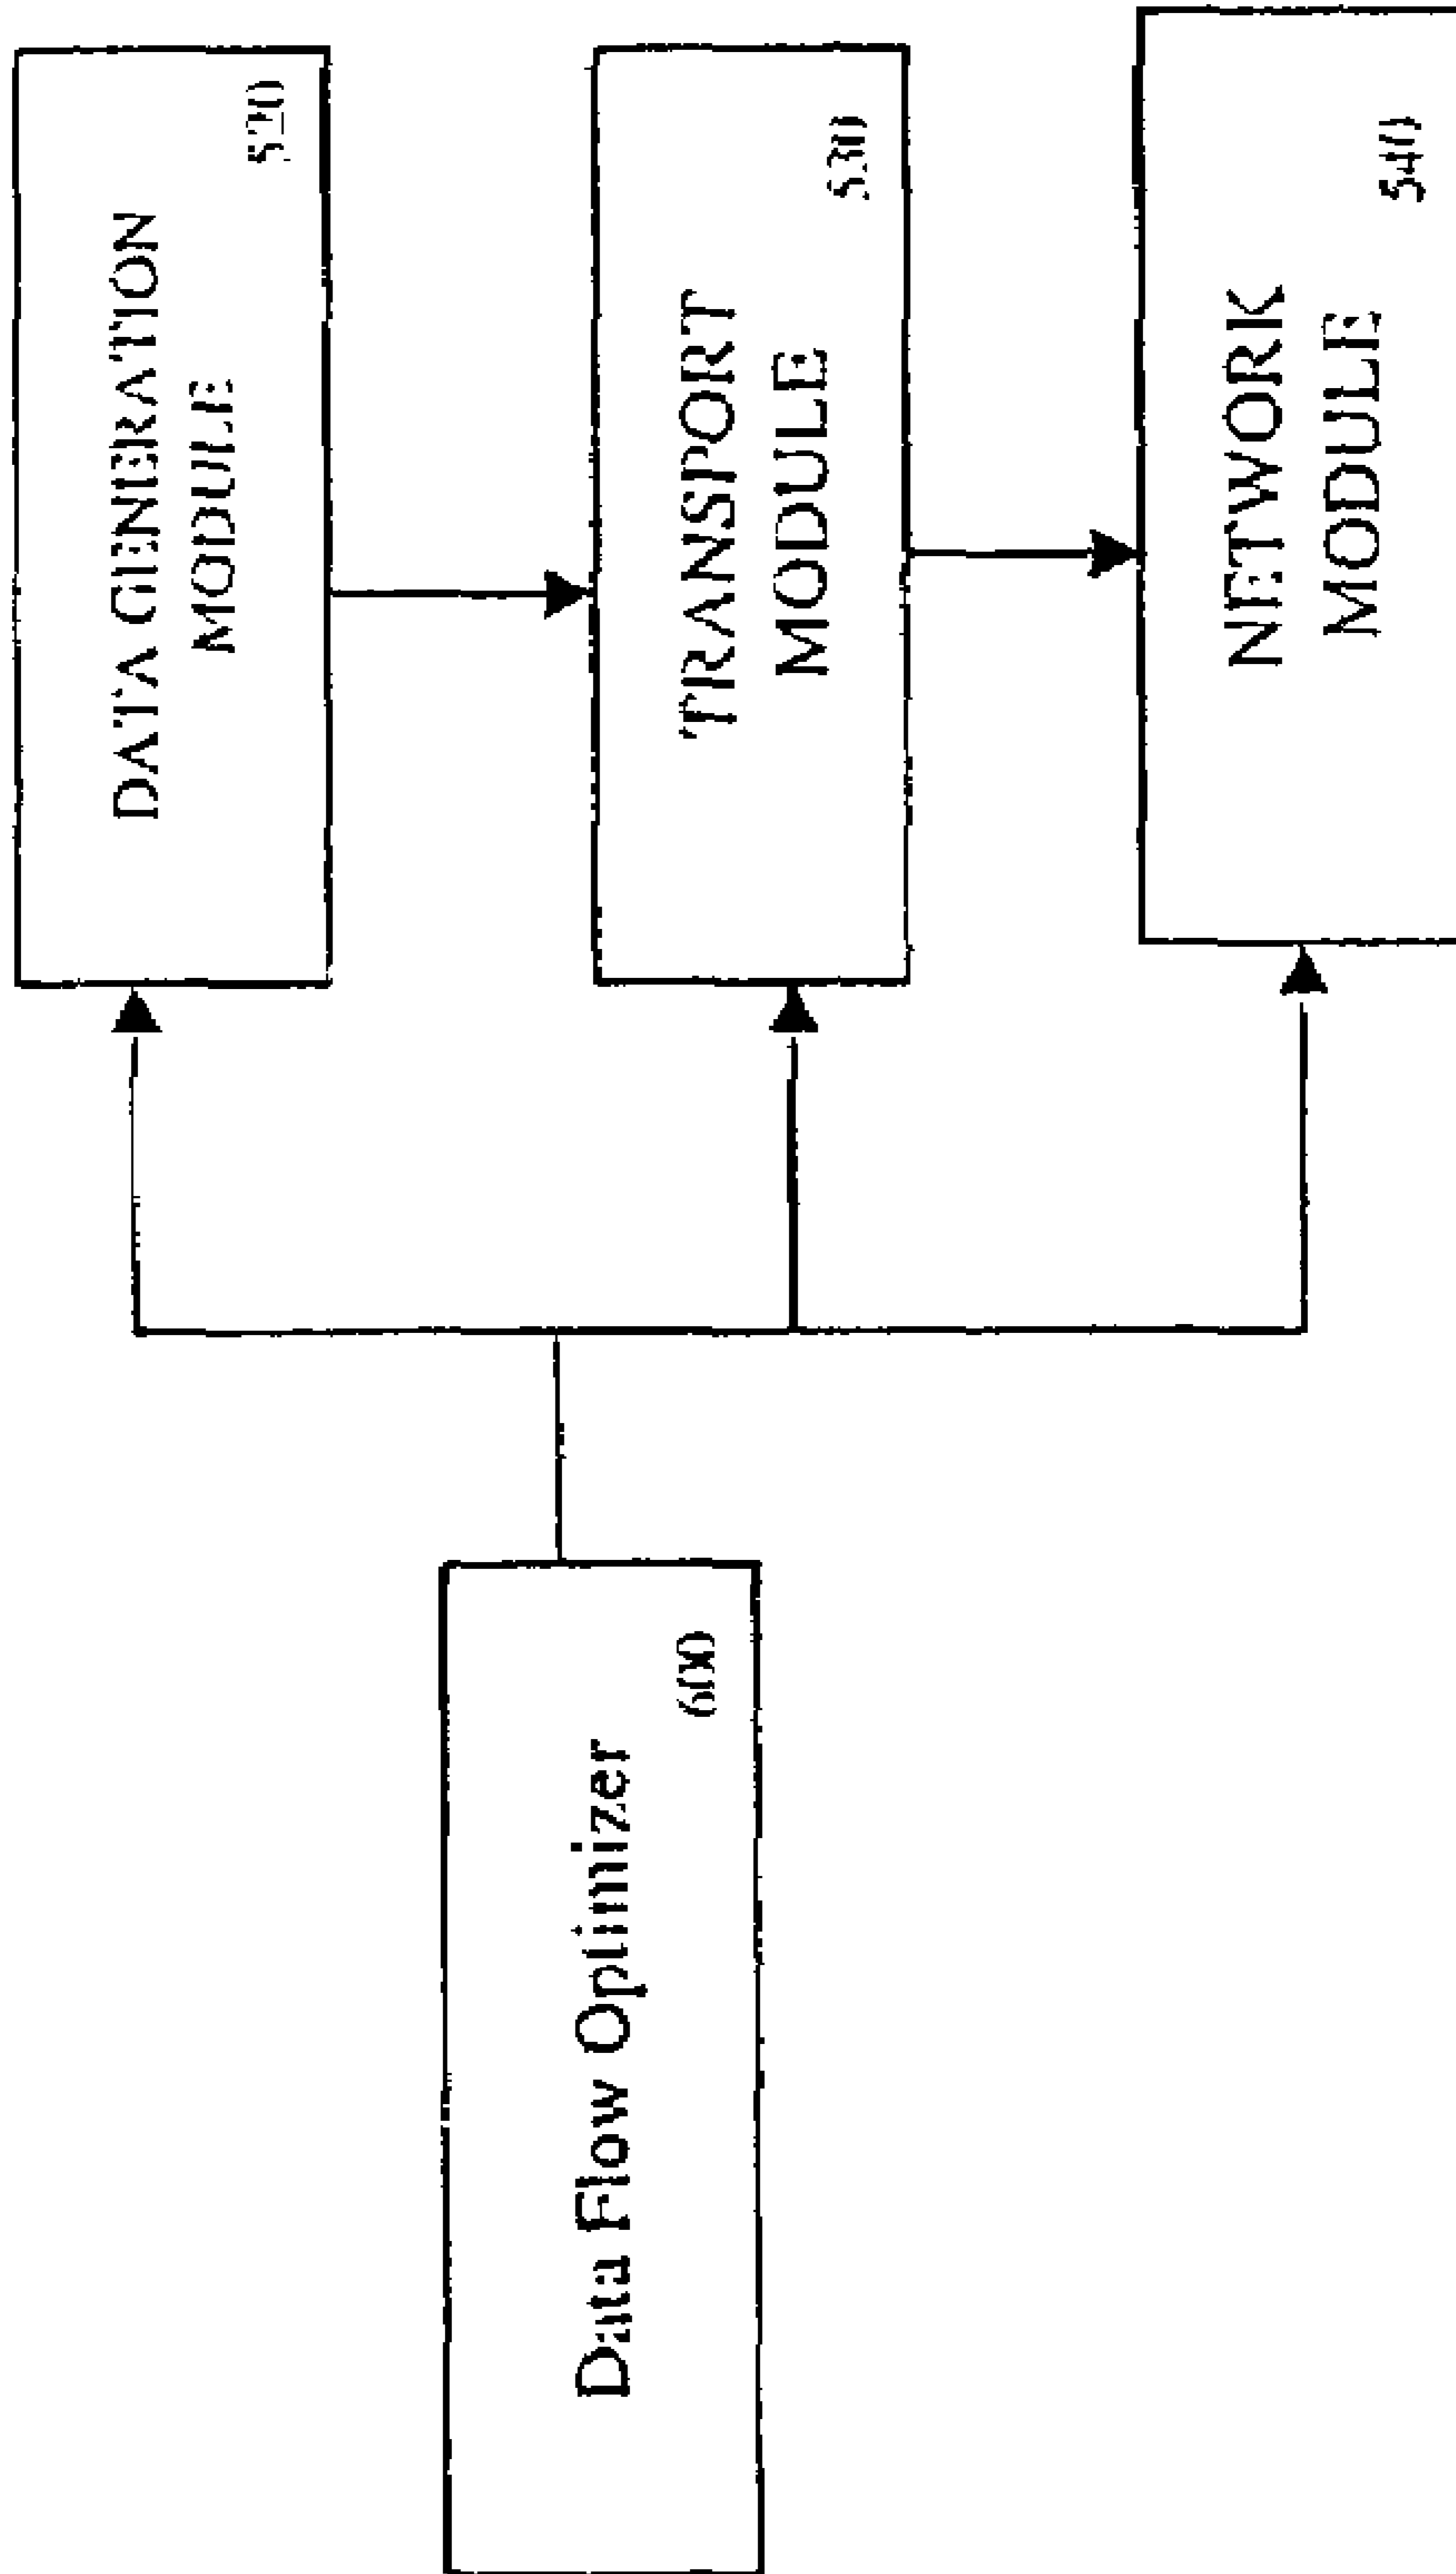 DATA GENERATION
MODULE
520
TRANSPORT
MODULE
530
NETWORK
MODULE
540
Data Flow Optimizer
600